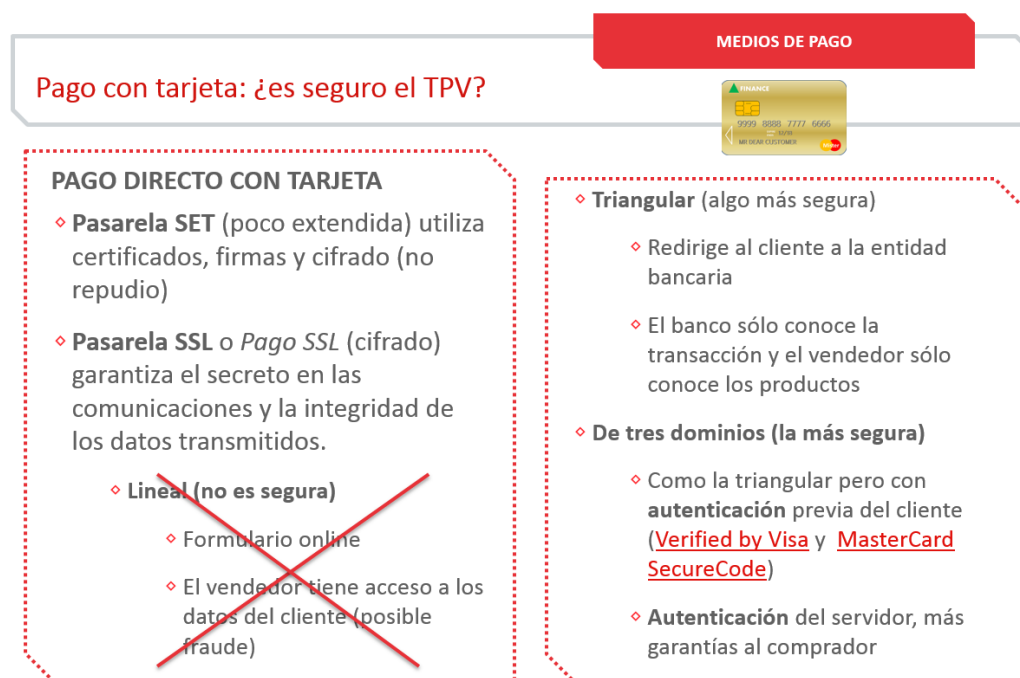 MEDIOS DE PAGO
Pago con tarjeta: ¿es seguro el TPV?
FINANCE
9999 8888 7777 6666
MR DEAR CUSTOMER
PAGO DIRECTO CON TARJETA
Pasarela SET (poco extendida) utiliza
certificados, firmas y cifrado (no
repudio)
Pasarela SSL o Pago SSL (cifrado)
garantiza el secreto en las
comunicaciones y la integridad de
los datos transmitidos.
Lineal (no es segura)
Formulario online
El vendedor tiene acceso a los
datos del cliente (posible
fraude)
Triangular (algo más segura)
Redirige al cliente a la entidad
bancaria
El banco sólo conoce la
transacción y el vendedor sólo
conoce los productos
De tres dominios (la más segura)
Como la triangular pero con
autenticación previa del cliente
(Verified by Visa y MasterCard
SecureCode)
Autenticación del servidor, más
garantías al comprador